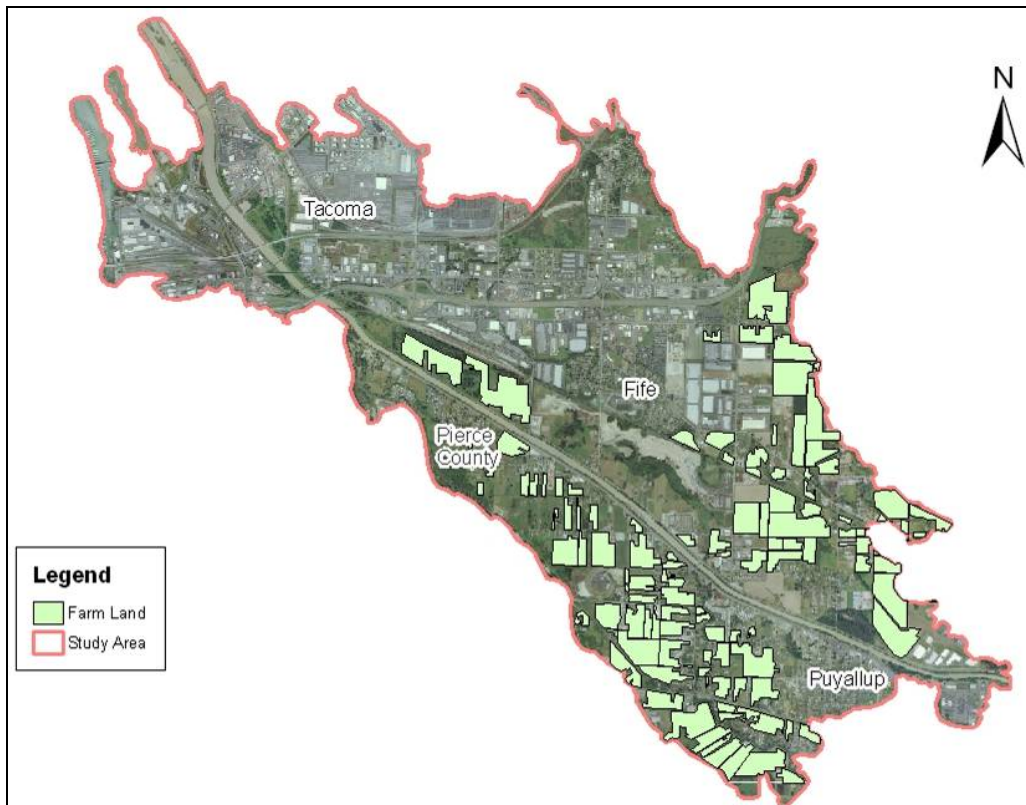 N
Tacoma
Fife
Pierce
County
Legend
Farm Land
Study Area
Puyallup